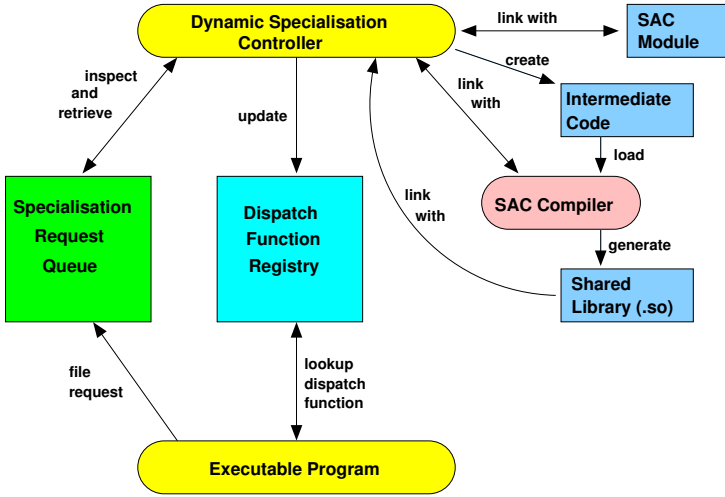 Dynamic Specialisation
Controller
link with
SAC
Module
create
inspect
and
retrieve
update
link
with
Intermediate
Code
load
Specialisation
Request
Queue
Dispatch
Function
Registry
link
with
SAC Compiler
generate
Shared
Library (.so)
file
request
lookup
dispatch
function
Executable Program